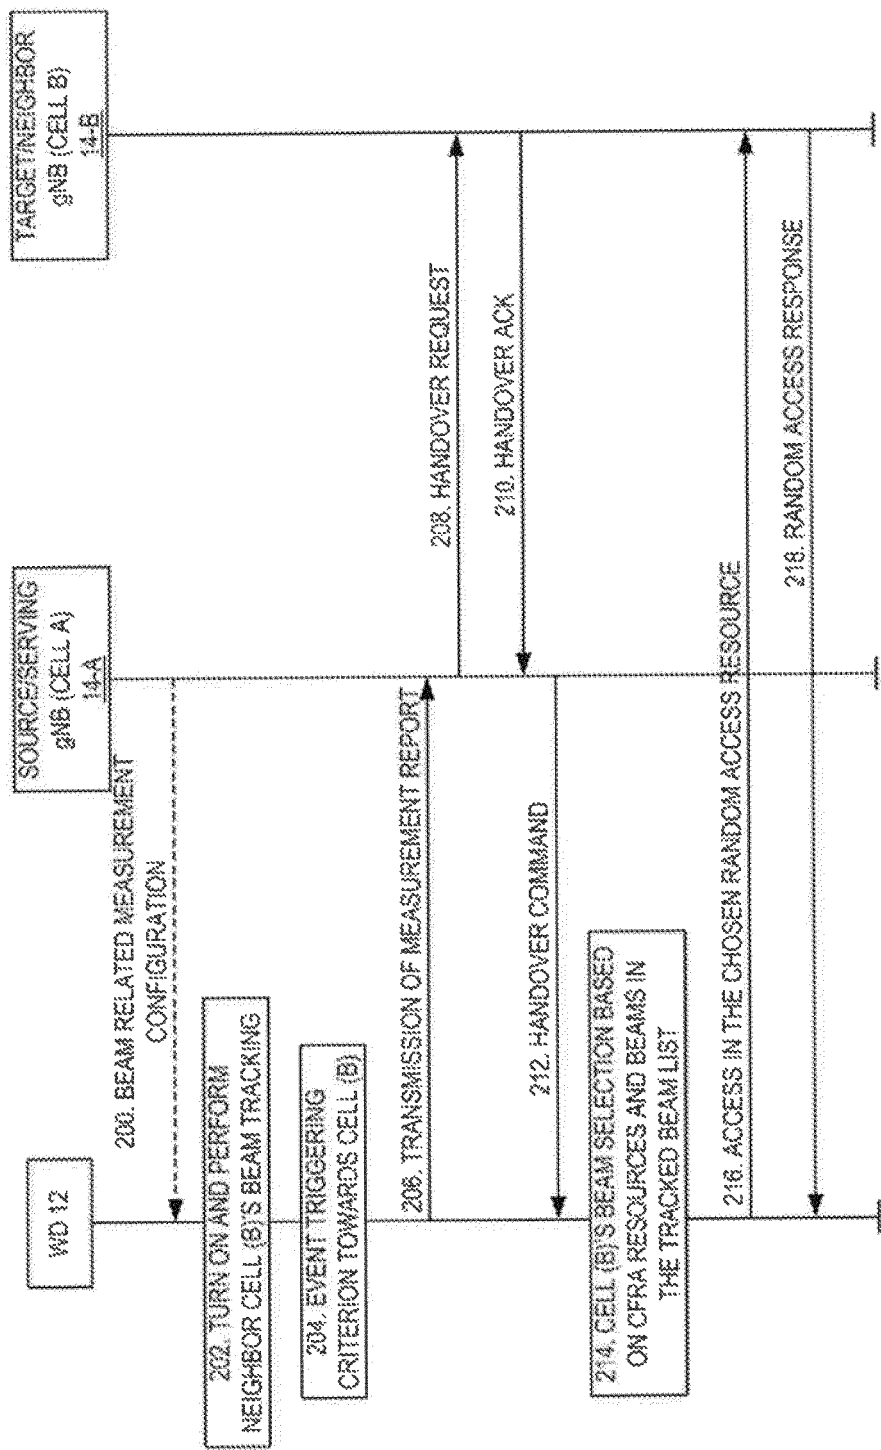 WD 12
SOURCE/SERVING
gNB (CELL A)
14-A
TARGET/NEIGHBOR
gNB (CELL B)
14-B
200. BEAM RELATED MEASUREMENT
CONFIGURATION
202. TURN ON AND PERFORM
NEIGHBOR CELL (B)'S BEAM TRACKING
204. EVENT TRIGGERING
CRITERION TOWARDS CELL (B)
206. TRANSMISSION OF MEASUREMENT REPORT
208. HANDOVER REQUEST
210. HANDOVER ACK
212. HANDOVER COMMAND
214. CELL (B)'S BEAM SELECTION BASED
ON CFRA RESOURCES AND BEAMS IN
THE TRACKED BEAM LIST
216. ACCESS IN THE CHOSEN RANDOM ACCESS RESOURCE
218. RANDOM ACCESS RESPONSE